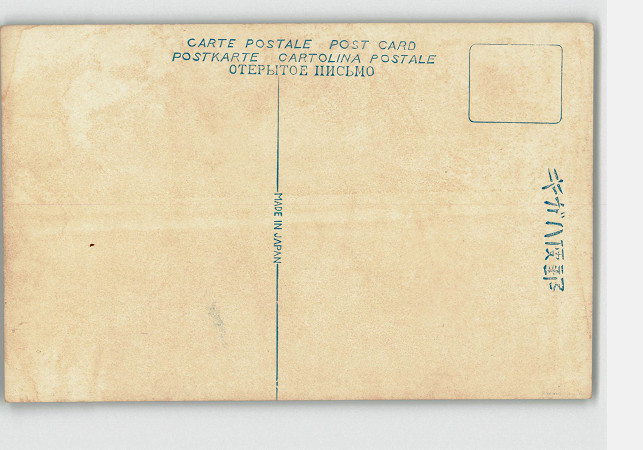 CARTE POSTALE POST CARD
POSTKARTE CARTOLINA POSTALE
ОТЕРЫТОЕ ПИСЬМО
MADE IN JAPAN